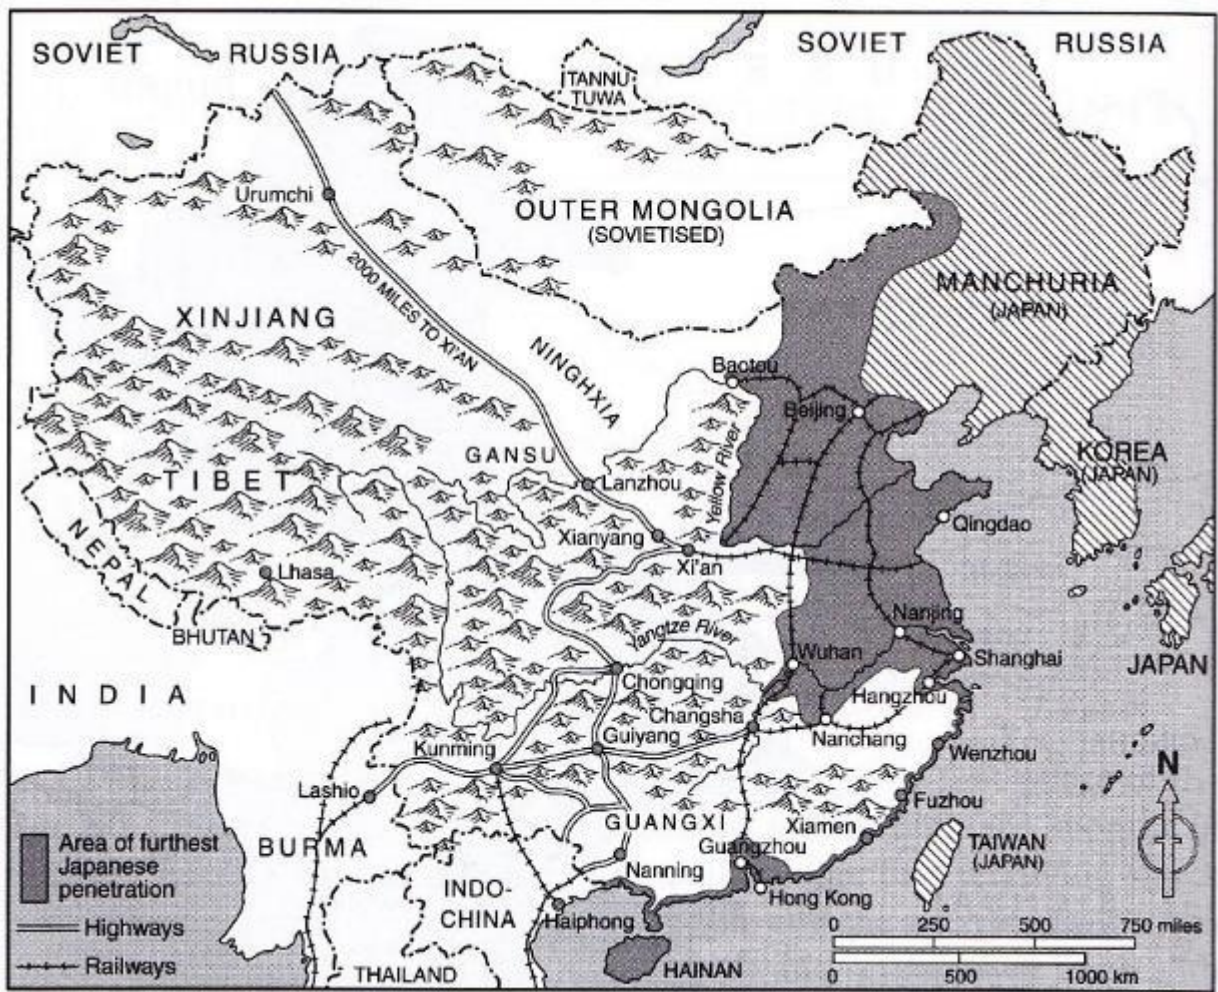 SOVIET RUSSIA
SOVIET RUSSIA
TANNU
TUWA
Urumchi
OUTER MONGOLIA
(SOVIETISED)
2000 MILES TO XI'AN
MANCHURIA
(JAPAN)
XINJIANG
NINGHXIA
Baotou
Beijing
GANSU
KOREA
(JAPAN)
TIBET
Lanzhou
Yellow River
NEPAL
Xianyang
Qingdao
Xi'an
Lhasa
BHUTAN
Nanjing
Yangtze River
Wuhan
Shanghai
JAPAN
INDIA
Chongqing
Hangzhou
Changsha
Kunming
Guiyang
Nanchang
Wenzhou
N
Lashio
Fuzhou
GUANGXI
Xiamen
Area of furthest
Japanese
penetration
BURMA
Guangzhou
TAIWAN
(JAPAN)
Nanning
INDO-
CHINA
Hong Kong
Haiphong
Highways
0 250 500 750 miles
Railways
THAILAND
HAINAN
0 500 1000 km